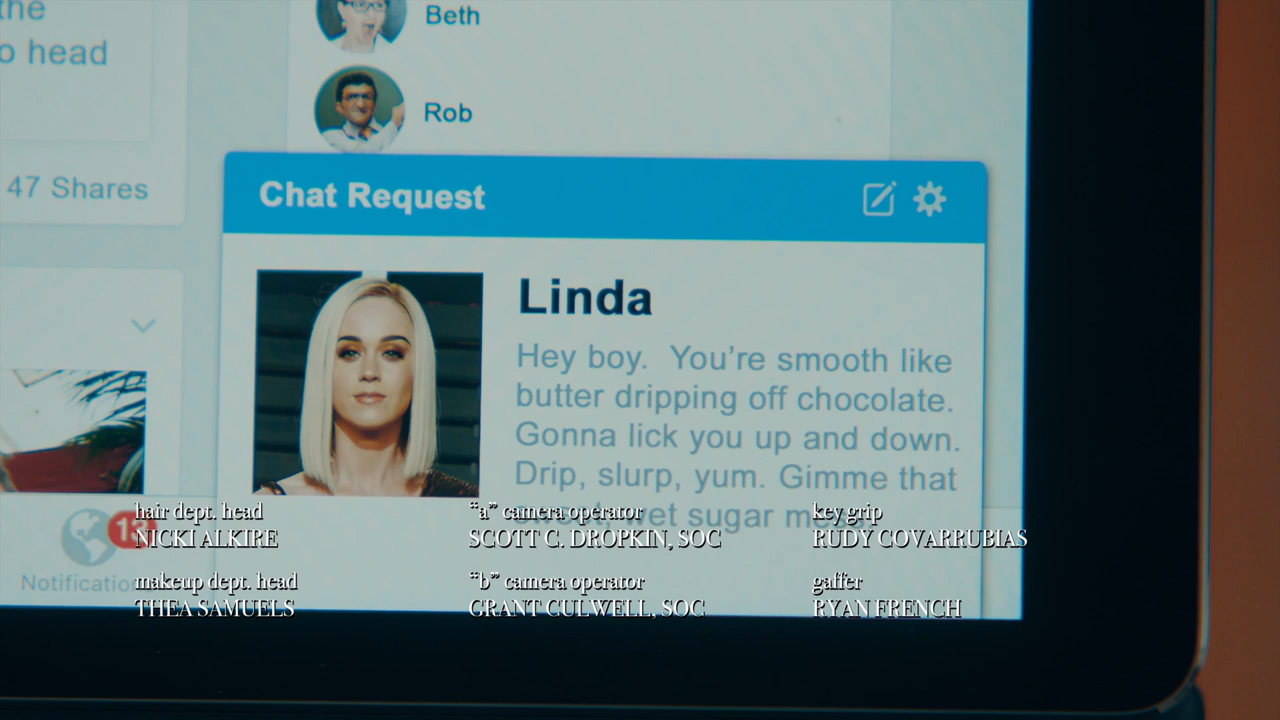 the
o head
Beth
Rob
47 Shares
Chat Request
Linda
Hey boy.  You're smooth like
butter dripping off chocolate.
Gonna lick you up and down.
Drip, slurp, yum. Gimme that
sweet, wet sugar
13
hair dept. head
NICKI ALKIRE
"a" camera operator
SCOTT C. DROPKIN, SOC
key grip
RUDY COVARRUBIAS
makeup dept. head
THEA SAMUELS
"b" camera operator
GRANT CULWELL, SOC
gaffer
RYAN FRENCH